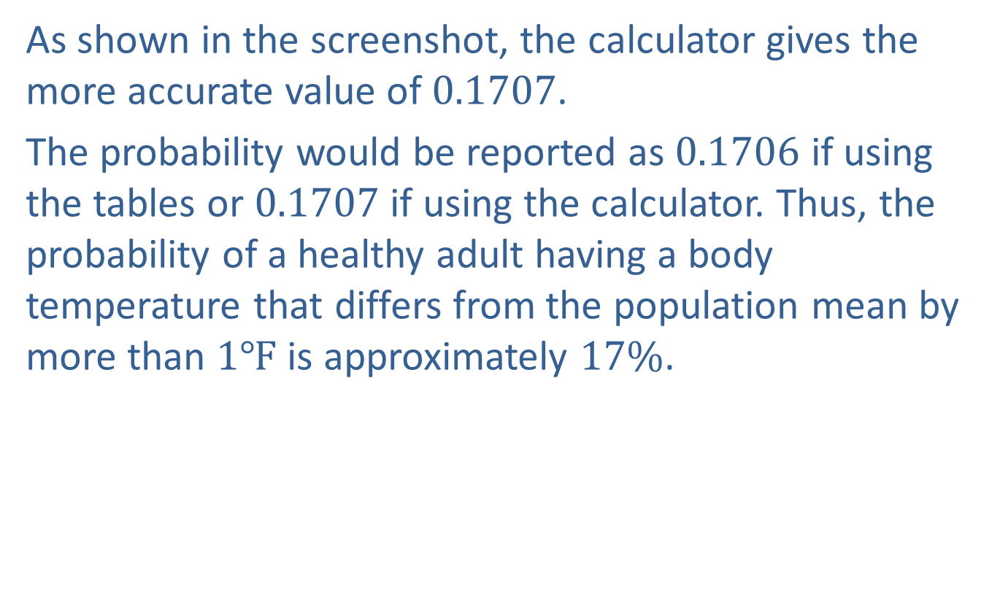 As shown in the screenshot, the calculator gives the
more accurate value of 0.1707.
The probability would be reported as 0.1706 if using
the tables or 0.1707 if using the calculator. Thus, the
probability of a healthy adult having a body
temperature that differs from the population mean by
more than 1°F is approximately 17%.